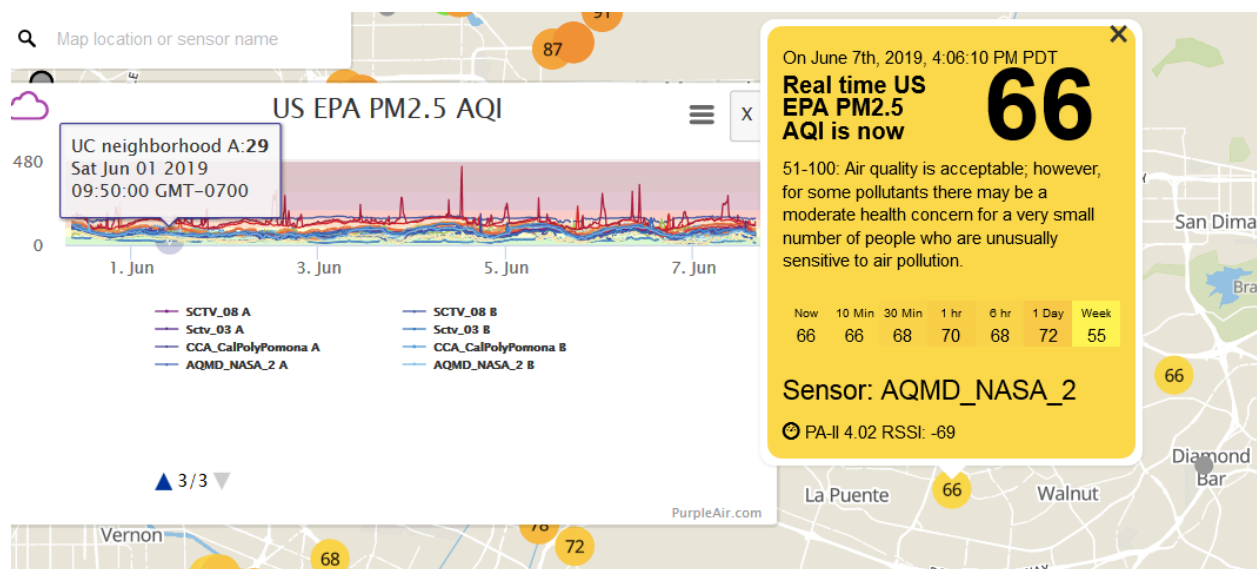 Map location or sensor name
87
91
US EPA PM2.5 AQI
X
UC neighborhood A:29
Sat Jun 01 2019
09:50:00 GMT-0700
480
0
1. Jun
3. Jun
5. Jun
7. Jun
SCTV_08 A
SCTV_08 B
Sctv_03 A
Sctv_03 B
CCA_CalPolyPomona A
CCA_CalPolyPomona B
AQMD_NASA_2 A
AQMD_NASA_2 B
3/3
PurpleAir.com
On June 7th, 2019, 4:06:10 PM PDT
Real time US
EPA PM2.5
AQI is now
66
51-100: Air quality is acceptable; however,
for some pollutants there may be a
moderate health concern for a very small
number of people who are unusually
sensitive to air pollution.
Now 10 Min 30 Min 1 hr 6 hr 1 Day Week
66 66 68 70 68 72 55
Sensor: AQMD_NASA_2
PA-II 4.02 RSSI: -69
San Dima
Bra
66
Diamond
Bar
La Puente
66
Walnut
Vernon
78
72
68